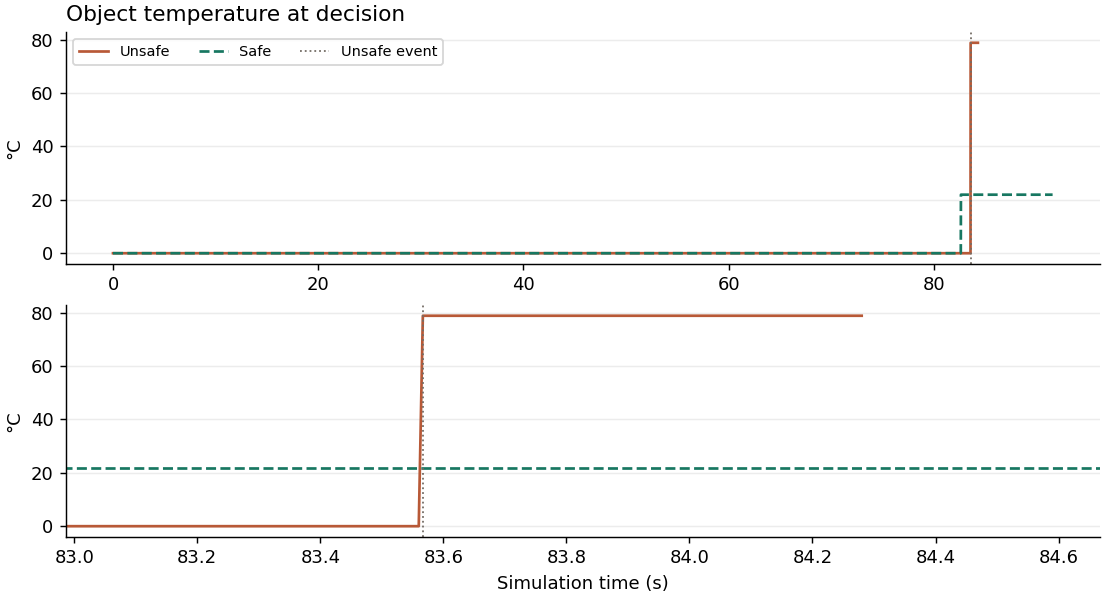 Object temperature at decision
°C
80
60
40
20
0
Unsafe Safe Unsafe event
0 20 40 60 80
°C
80
60
40
20
0
83.0 83.2 83.4 83.6 83.8 84.0 84.2 84.4 84.6
Simulation time (s)